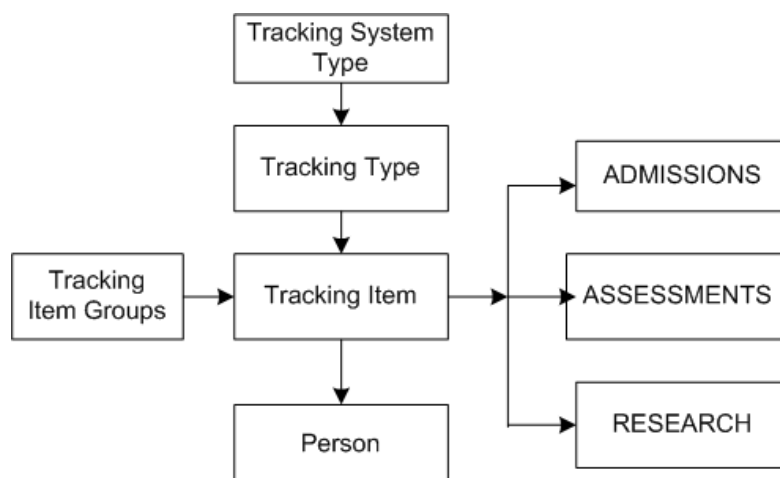 Tracking System
Type
Tracking Type
ADMISSIONS
Tracking
Item Groups
Tracking Item
ASSESSMENTS
Person
RESEARCH